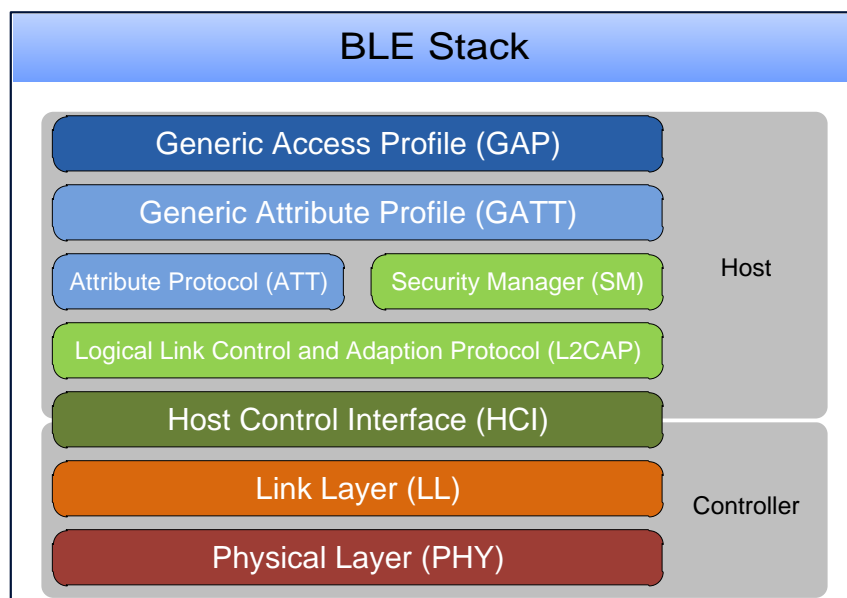 BLE Stack
Generic Access Profile (GAP)
Generic Attribute Profile (GATT)
Attribute Protocol (ATT)
Security Manager (SM)
Host
Logical Link Control and Adaption Protocol (L2CAP)
Host Control Interface (HCI)
Link Layer (LL)
Controller
Physical Layer (PHY)